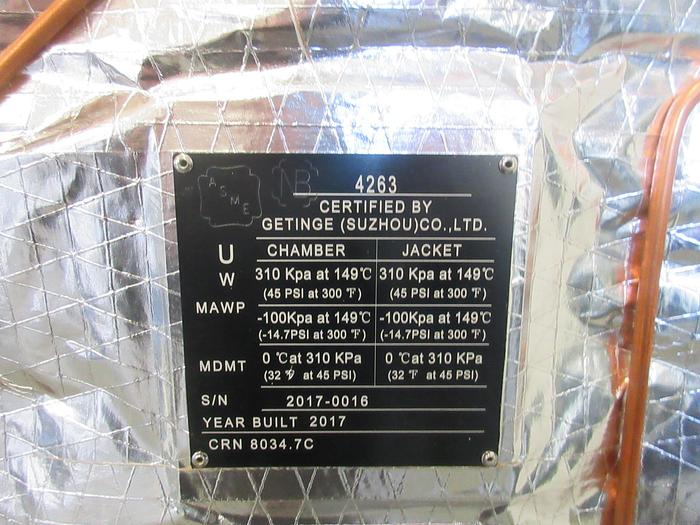 ASME NB 4263
CERTIFIED BY
GETINGE (SUZHOU)CO.,LTD.
U CHAMBER JACKET
W 310 Kpa at 149℃ 310 Kpa at 149℃
(45 PSI at 300 ℉) (45 PSI at 300 ℉)
MAWP -100Kpa at 149℃ -100Kpa at 149℃
(-14.7PSI at 300 ℉) (-14.7PSI at 300 ℉)
MDMT 0 ℃at 310 KPa 0 ℃at 310 KPa
(32 ℉ at 45 PSI) (32 ℉ at 45 PSI)
S/N 2017-0016
YEAR BUILT 2017
CRN 8034.7C